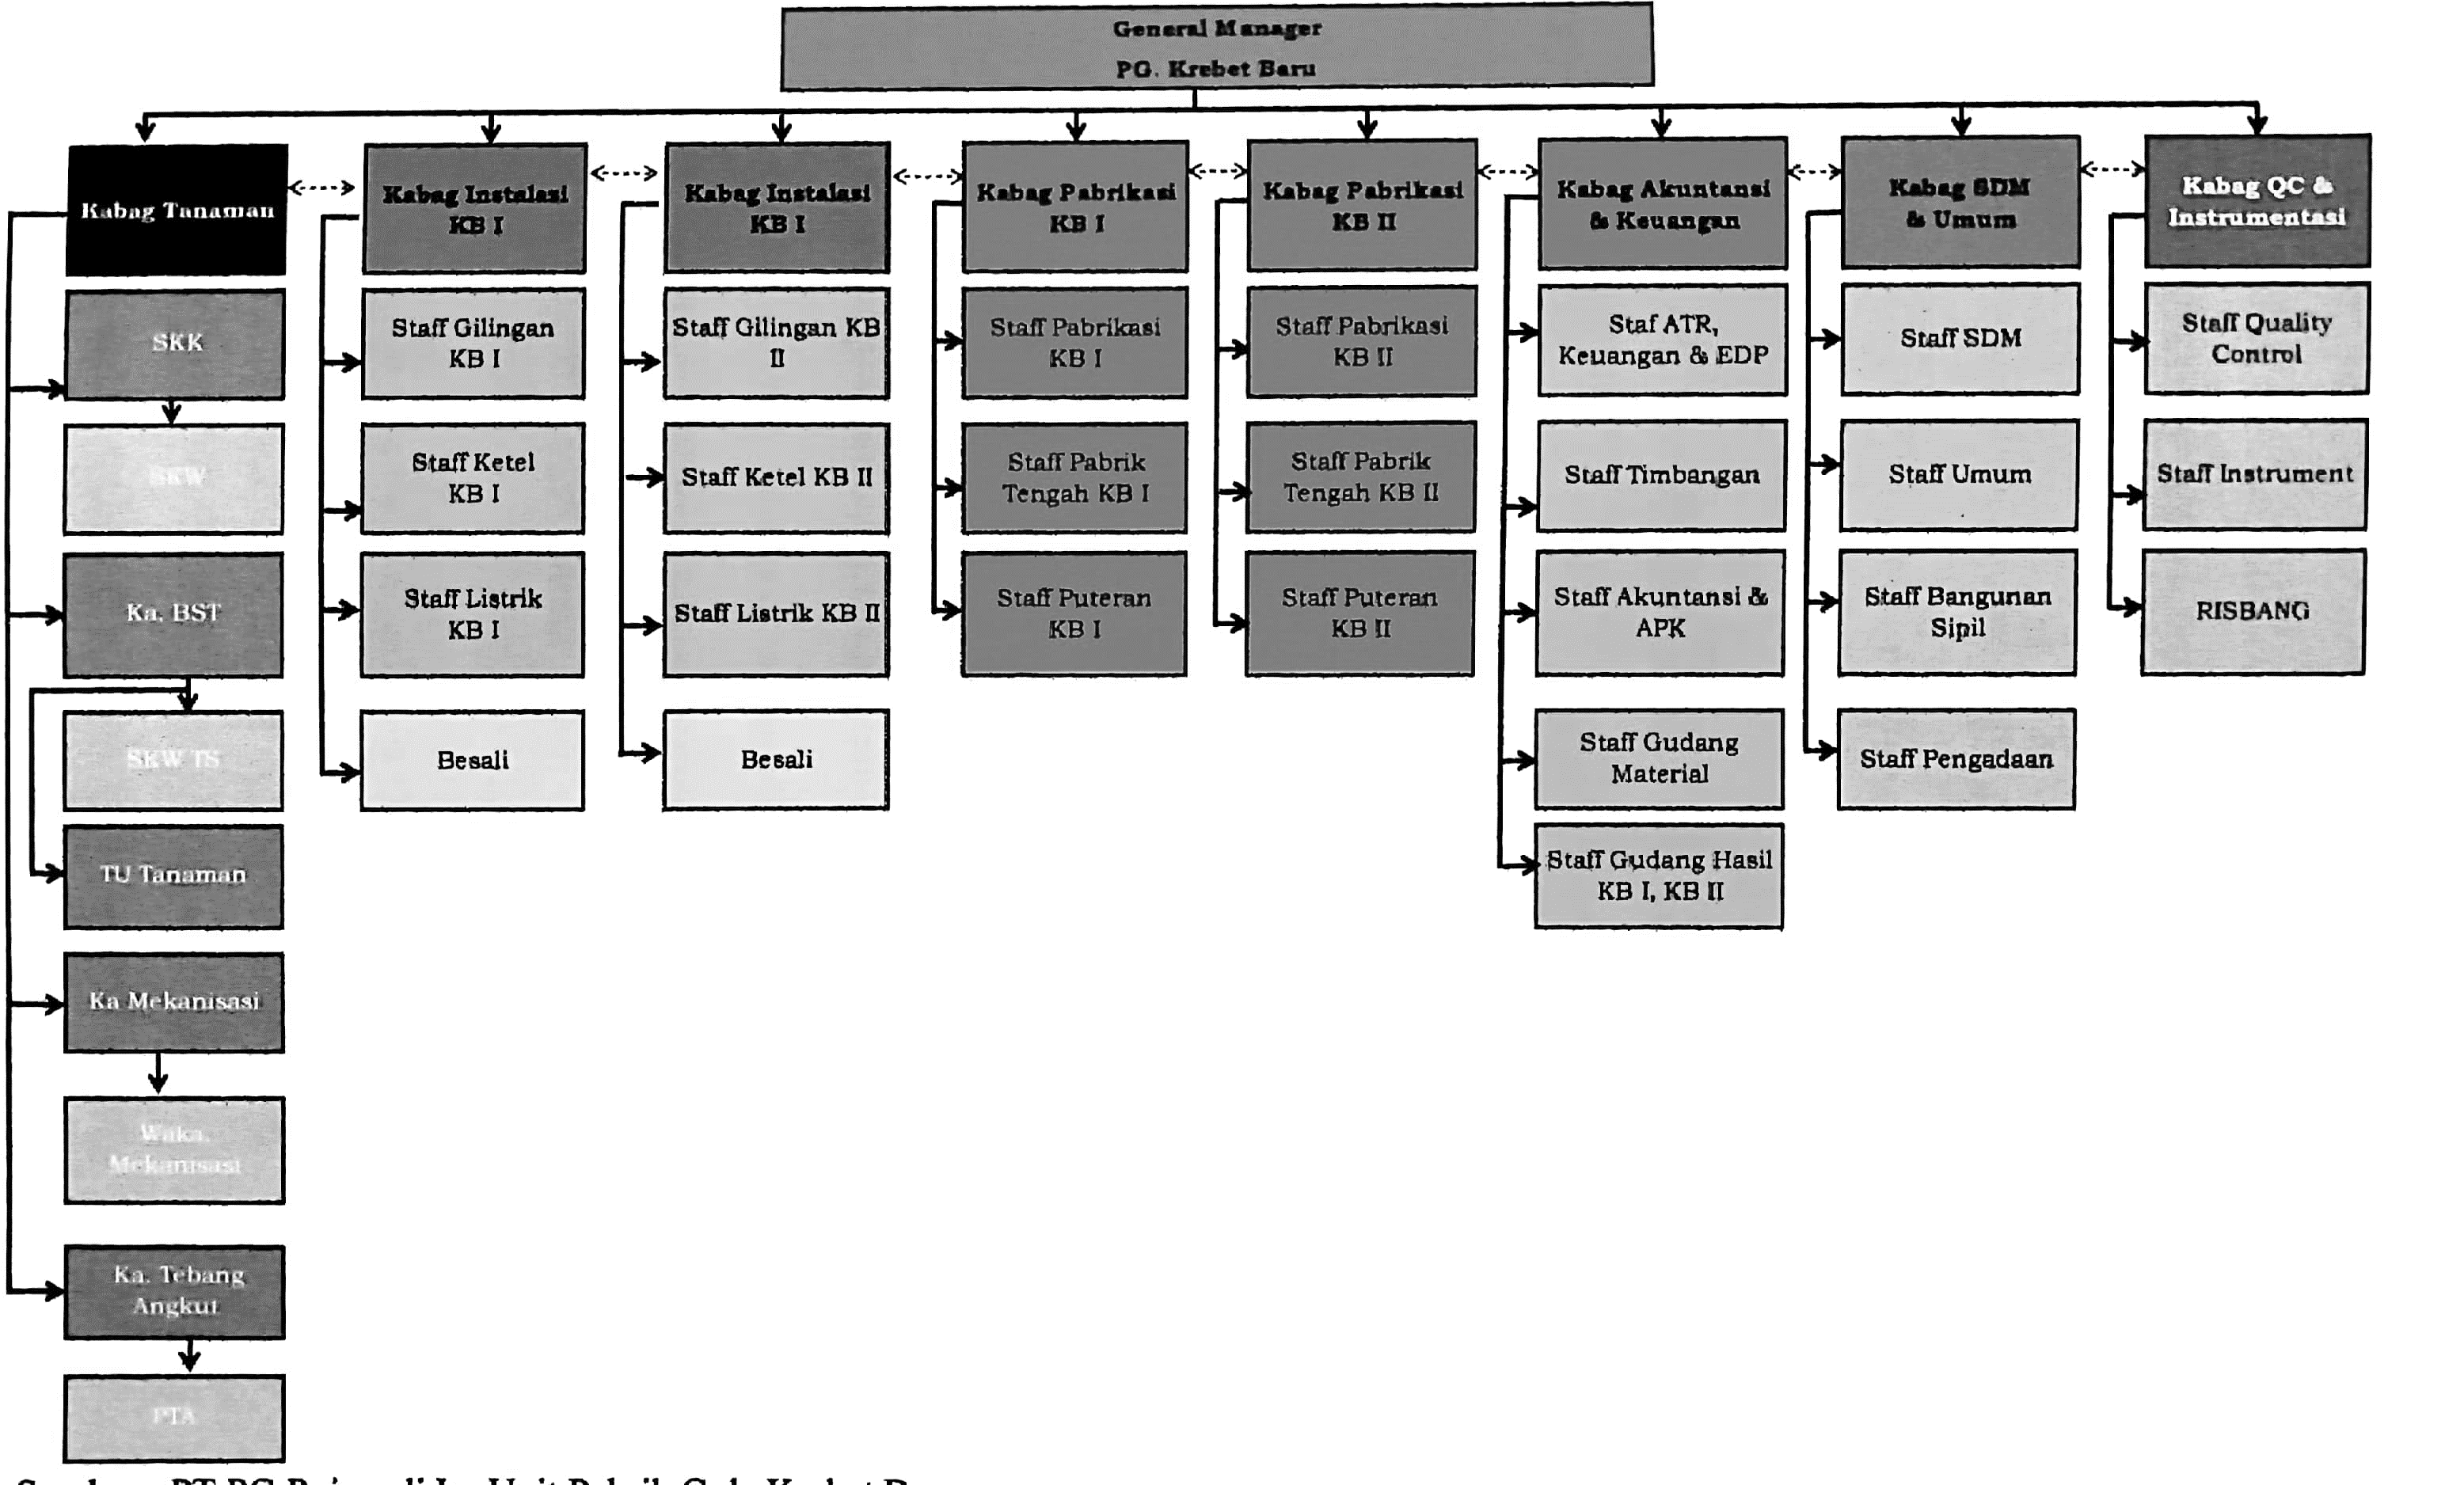 General Manager
PG. Krebet Baru
Kabag Tanaman
SKK
SKW
Ka. BST
SKW TS
TU Tanaman
Ka Mekanisasi
Waka.
Mekanisasi
Ka. Tebang
Angkut
PTA
Kabag Instalasi
KB I
Staff Gilingan
KB I
Staff Ketel
KB I
Staff Listrik
KB I
Besali
Kabag Instalasi
KB I
Staff Gilingan KB
II
Staff Ketel KB II
Staff Listrik KB II
Besali
Kabag Pabrikasi
KB I
Staff Pabrikasi
KB I
Staff Pabrik
Tengah KB I
Staff Puteran
KB I
Kabag Pabrikasi
KB II
Staff Pabrikasi
KB II
Staff Pabrik
Tengah KB II
Staff Puteran
KB II
Kabag Akuntansi
& Keuangan
Staf ATR,
Keuangan & EDP
Staff Timbangan
Staff Akuntansi &
APK
Staff Gudang
Material
Staff Gudang Hasil
KB I, KB II
Kabag SDM
& Umum
Staff SDM
Staff Umum
Staff Bangunan
Sipil
Staff Pengadaan
Kabag QC &
Instrumentasi
Staff Quality
Control
Staff Instrument
RISBANG